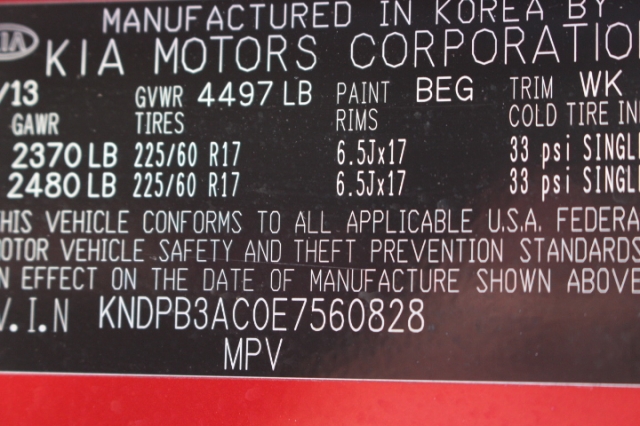 MANUFACTURED IN KOREA BY
KIA KIA MOTORS CORPORATIO
/13 GVWR 4497 LB PAINT BEG TRIM WK
GAWR TIRES RIMS COLD TIRE IN
2370 LB 225/60 R17 6.5Jx17 33 psi SINGL
2480 LB 225/60 R17 6.5Jx17 33 psi SINGL
HIS VEHICLE CONFORMS TO ALL APPLICABLE U.S.A. FEDERA
OTOR VEHICLE SAFETY AND THEFT PREVENTION STANDARDS
N EFFECT ON THE DATE OF MANUFACTURE SHOWN ABOVE
V.I.N KNDPB3AC0E7560828
MPV